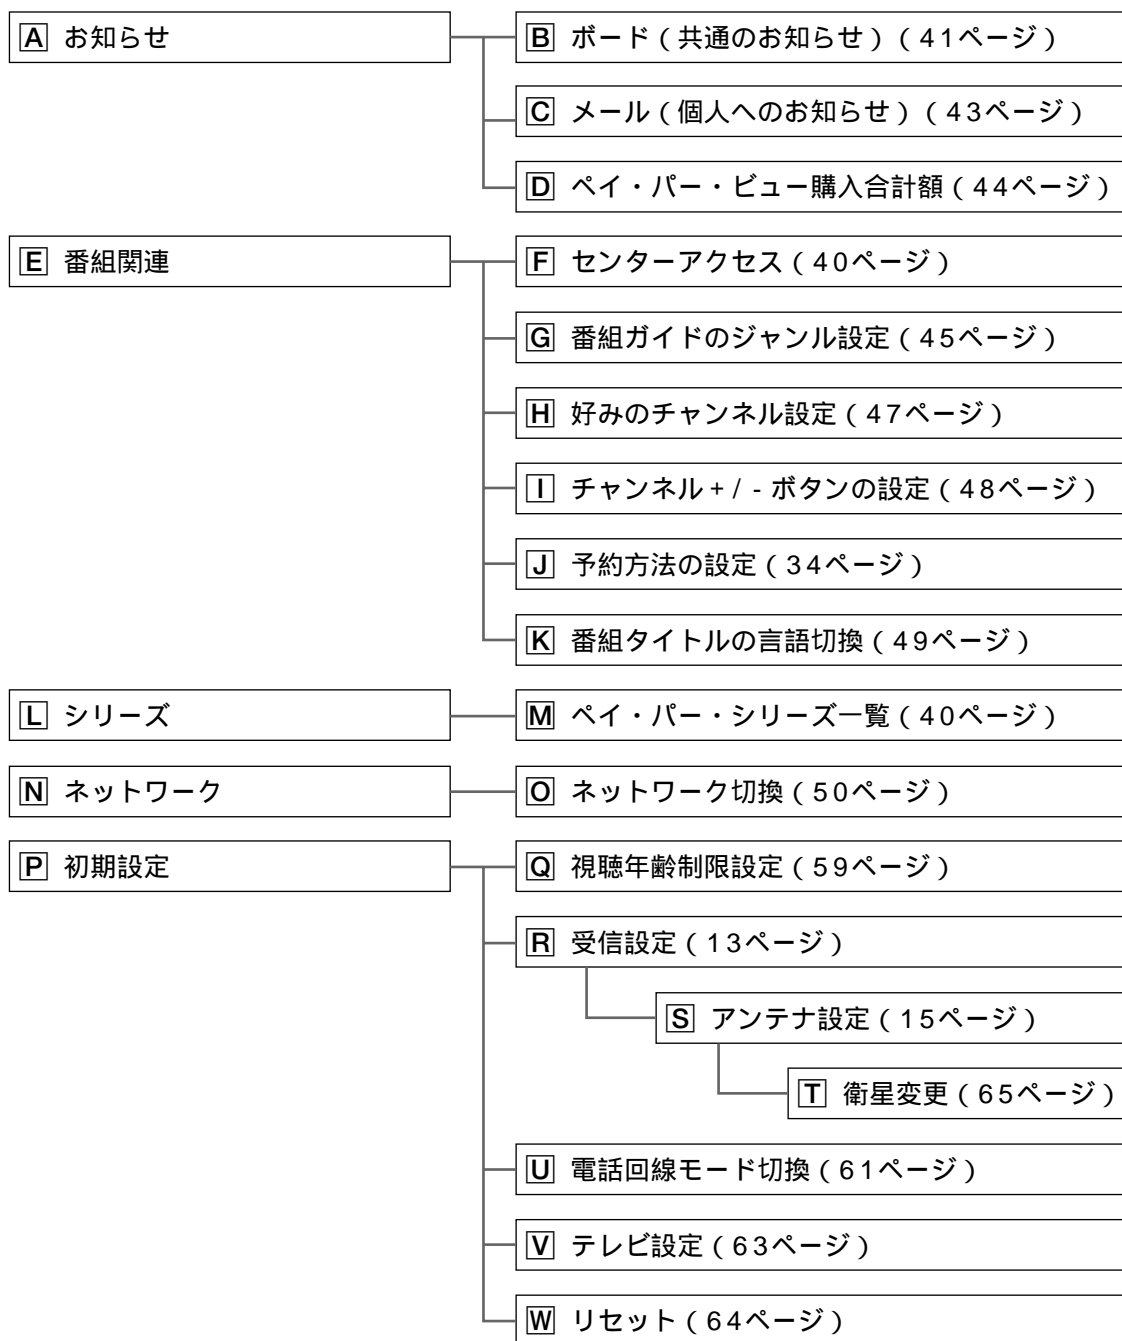 A お知らせ
B ボード(共通のお知らせ)(41ページ)
C メール(個人へのお知らせ)(43ページ)
D ペイ・パー・ビュー購入合計額(44ページ)
E 番組関連
F センターアクセス(40ページ)
G 番組ガイドのジャンル設定(45ページ)
H 好みのチャンネル設定(47ページ)
I チャンネル+/-ボタンの設定(48ページ)
J 予約方法の設定(34ページ)
K 番組タイトルの言語切換(49ページ)
L シリーズ
M ペイ・パー・シリーズ一覧(40ページ)
N ネットワーク
O ネットワーク切換(50ページ)
P 初期設定
Q 視聴年齢制限設定(59ページ)
R 受信設定(13ページ)
S アンテナ設定(15ページ)
T 衛星変更(65ページ)
U 電話回線モード切換(61ページ)
V テレビ設定(63ページ)
W リセット(64ページ)